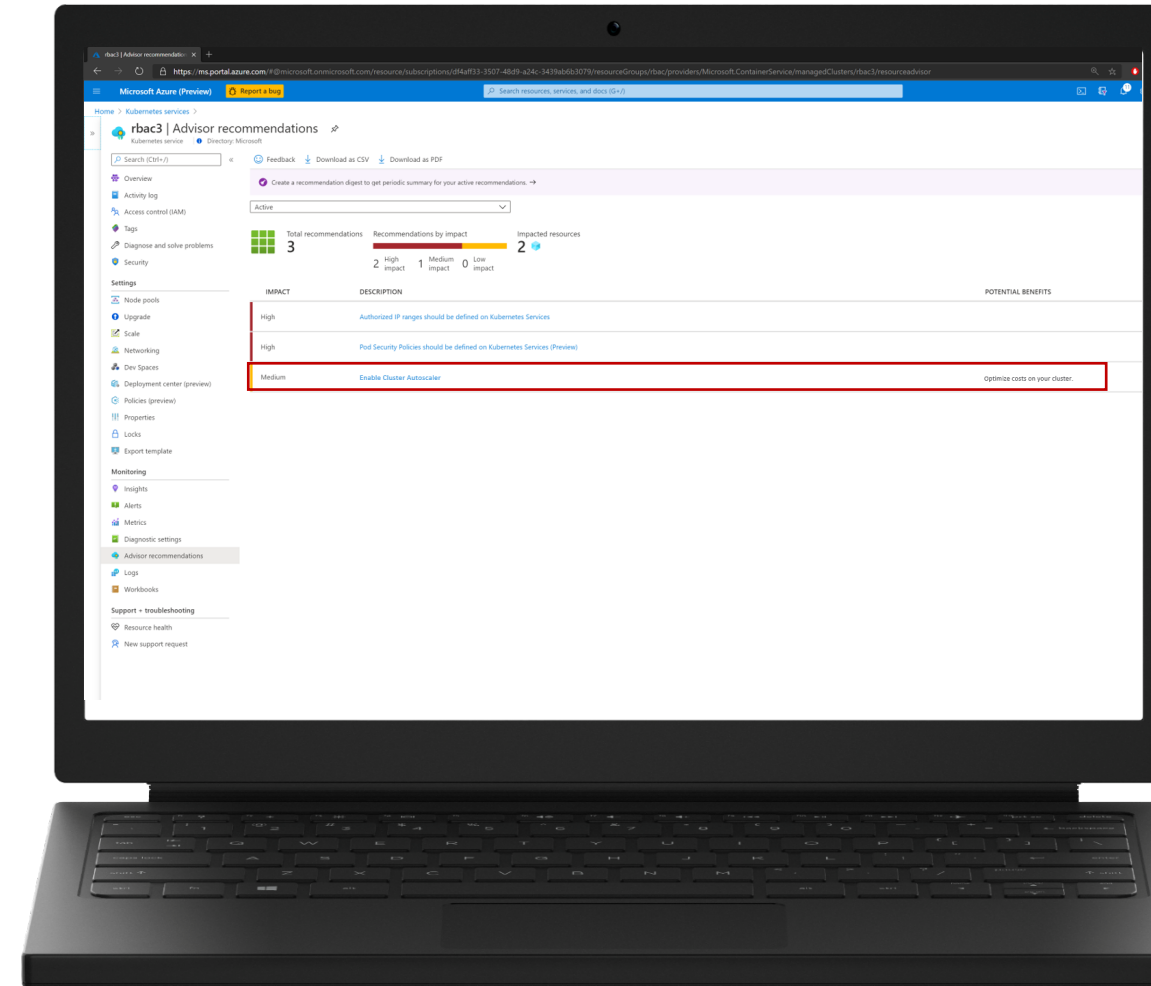 rbac3 | Advisor recommendation
https://ms.portal.azure.com/#@microsoft.onmicrosoft.com/resource/subscriptions/df4aff33-3507-48d9-a24c-3439ab6b3079/resourceGroups/rbac/providers/Microsoft.ContainerService/managedClusters/rbac3/resourceadvisor
Microsoft Azure (Preview) Report a bug Search resources, services, and docs (G+/)
Home > Kubernetes services >
rbac3 | Advisor recommendations
Kubernetes service Directory: Microsoft
Search (Ctrl+/) « Feedback Download as CSV Download as PDF
Overview
Activity log
Access control (IAM)
Tags
Diagnose and solve problems
Security
Settings
Node pools
Upgrade
Scale
Networking
Dev Spaces
Deployment center (preview)
Policies (preview)
Properties
Locks
Export template
Monitoring
Insights
Alerts
Metrics
Diagnostic settings
Advisor recommendations
Logs
Workbooks
Support + troubleshooting
Resource health
New support request
Create a recommendation digest to get periodic summary for your active recommendations. →
Active
Total recommendations
3
Recommendations by impact
2 High impact 1 Medium impact 0 Low impact
Impacted resources
2
IMPACT DESCRIPTION POTENTIAL BENEFITS
High Authorized IP ranges should be defined on Kubernetes Services
High Pod Security Policies should be defined on Kubernetes Services (Preview)
Medium Enable Cluster Autoscaler Optimize costs on your cluster.